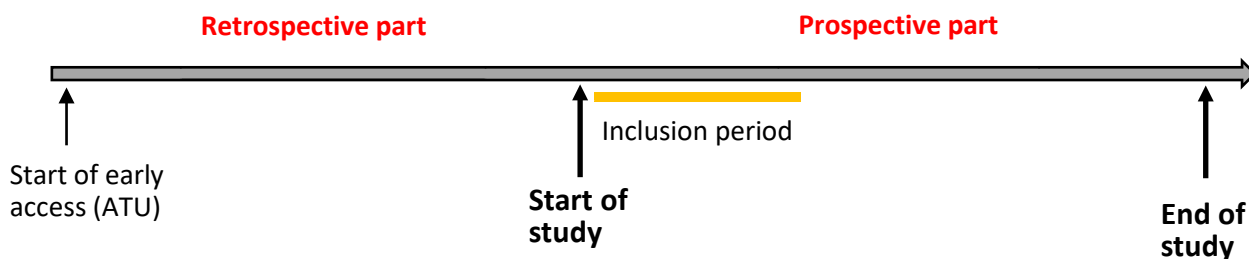 Retrospective part
Prospective part
Inclusion period
Start of early
access (ATU)
Start of
study
End of
study